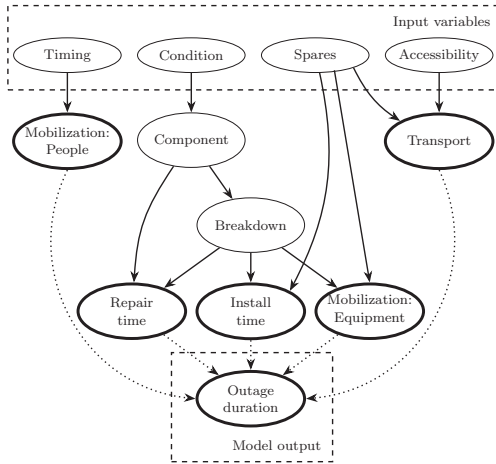 Input variables
Timing
Condition
Spares
Accessibility
Mobilization:
People
Component
Transport
Breakdown
Repair
time
Install
time
Mobilization:
Equipment
Outage
duration
Model output